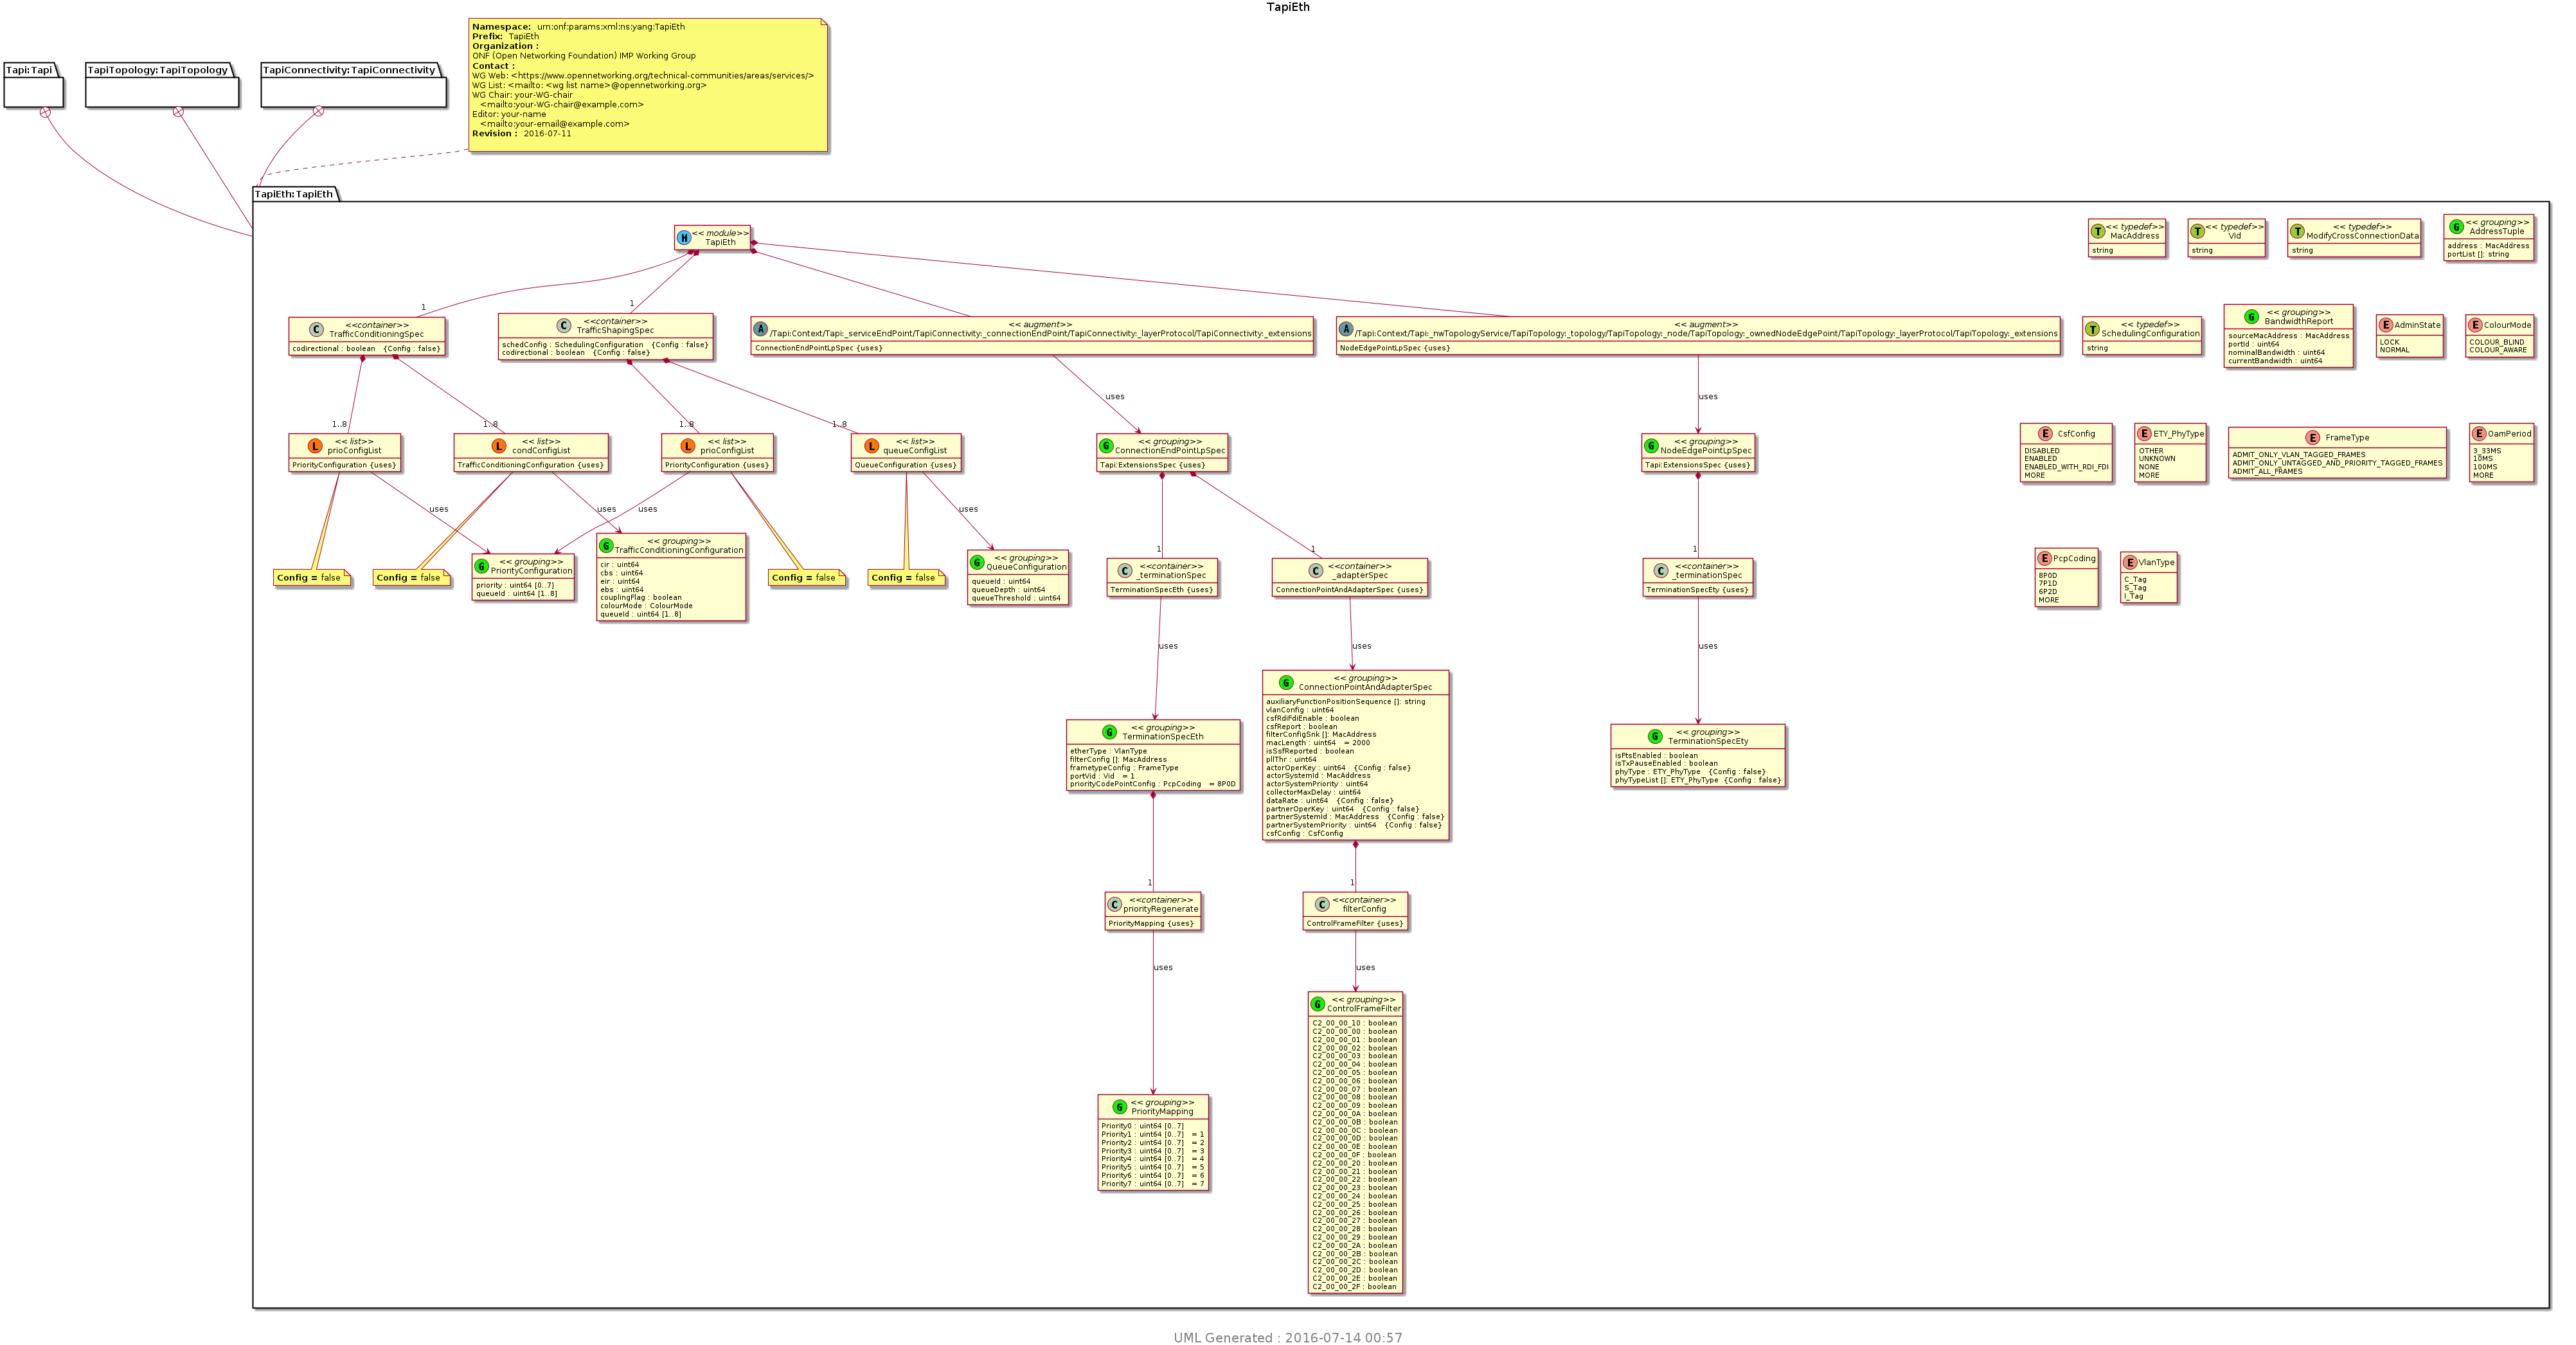 TapiEth
Namespace: urn:onf:params:xml:ns:yang:TapiEth
Prefix: TapiEth
Organization :
ONF (Open Networking Foundation) IMP Working Group
Contact :
WG Web: <https://www.opennetworking.org/technical-communities/areas/services/>
WG List: <mailto: <wg list name>@opennetworking.org>
WG Chair: your-WG-chair
<mailto:your-WG-chair@example.com>
Editor: your-name
<mailto:your-email@example.com>
Revision : 2016-07-11
Tapi:Tapi
TapiTopology:TapiTopology
TapiConnectivity:TapiConnectivity
TapiEth:TapiEth
M
<< module>>
TapiEth
T
<< typedef>>
MacAddress
string
T
<< typedef>>
Vid
string
T
<< typedef>>
ModifyCrossConnectionData
string
G
<< grouping>>
AddressTuple
address : MacAddress
portList []: string
1
1
C
<<container>>
TrafficConditioningSpec
codirectional : boolean {Config : false}
C
<<container>>
TrafficShapingSpec
schedConfig : SchedulingConfiguration {Config : false}
codirectional : boolean {Config : false}
A
<< augment>>
/Tapi:Context/Tapi:_serviceEndPoint/TapiConnectivity:_connectionEndPoint/TapiConnectivity:_layerProtocol/TapiConnectivity:_extensions
ConnectionEndPointLpSpec {uses}
A
<< augment>>
/Tapi:Context/Tapi:_nwTopologyService/TapiTopology:_topology/TapiTopology:_node/TapiTopology:_ownedNodeEdgePoint/TapiTopology:_layerProtocol/TapiTopology:_extensions
NodeEdgePointLpSpec {uses}
T
<< typedef>>
SchedulingConfiguration
string
G
<< grouping>>
BandwidthReport
sourceMacAddress : MacAddress
portId : uint64
nominalBandwidth : uint64
currentBandwidth : uint64
E
AdminState
LOCK
NORMAL
E
ColourMode
COLOUR_BLIND
COLOUR_AWARE
uses
uses
1..8
1..8
1..8
1..8
L
<< list>>
prioConfigList
PriorityConfiguration {uses}
L
<< list>>
condConfigList
TrafficConditioningConfiguration {uses}
L
<< list>>
prioConfigList
PriorityConfiguration {uses}
L
<< list>>
queueConfigList
QueueConfiguration {uses}
G
<< grouping>>
ConnectionEndPointLpSpec
Tapi:ExtensionsSpec {uses}
G
<< grouping>>
NodeEdgePointLpSpec
Tapi:ExtensionsSpec {uses}
E
CsfConfig
DISABLED
ENABLED
ENABLED_WITH_RDI_FDI
MORE
E
ETY_PhyType
OTHER
UNKNOWN
NONE
MORE
E
FrameType
ADMIT_ONLY_VLAN_TAGGED_FRAMES
ADMIT_ONLY_UNTAGGED_AND_PRIORITY_TAGGED_FRAMES
ADMIT_ALL_FRAMES
E
OamPeriod
3_33MS
10MS
100MS
MORE
uses
uses
uses
uses
1
1
1
Config = false
Config = false
G
<< grouping>>
PriorityConfiguration
priority : uint64 [0..7]
queueId : uint64 [1..8]
G
<< grouping>>
TrafficConditioningConfiguration
cir : uint64
cbs : uint64
eir : uint64
ebs : uint64
couplingFlag : boolean
colourMode : ColourMode
queueId : uint64 [1..8]
Config = false
Config = false
G
<< grouping>>
QueueConfiguration
queueId : uint64
queueDepth : uint64
queueThreshold : uint64
C
<<container>>
_terminationSpec
TerminationSpecEth {uses}
C
<<container>>
_adapterSpec
ConnectionPointAndAdapterSpec {uses}
C
<<container>>
_terminationSpec
TerminationSpecEty {uses}
E
PcpCoding
8P0D
7P1D
6P2D
MORE
E
VlanType
C_Tag
S_Tag
I_Tag
uses
uses
uses
G
<< grouping>>
TerminationSpecEth
etherType : VlanType
filterConfig []: MacAddress
frametypeConfig : FrameType
portVid : Vid = 1
priorityCodePointConfig : PcpCoding = 8P0D
G
<< grouping>>
ConnectionPointAndAdapterSpec
auxiliaryFunctionPositionSequence []: string
vlanConfig : uint64
csfRdiFdiEnable : boolean
csfReport : boolean
filterConfigSnk []: MacAddress
macLength : uint64 = 2000
isSsfReported : boolean
pllThr : uint64
actorOperKey : uint64 {Config : false}
actorSystemId : MacAddress
actorSystemPriority : uint64
collectorMaxDelay : uint64
dataRate : uint64 {Config : false}
partnerOperKey : uint64 {Config : false}
partnerSystemId : MacAddress {Config : false}
partnerSystemPriority : uint64 {Config : false}
csfConfig : CsfConfig
G
<< grouping>>
TerminationSpecEty
isFtsEnabled : boolean
isTxPauseEnabled : boolean
phyType : ETY_PhyType {Config : false}
phyTypeList []: ETY_PhyType {Config : false}
1
1
C
<<container>>
priorityRegenerate
PriorityMapping {uses}
C
<<container>>
filterConfig
ControlFrameFilter {uses}
uses
uses
G
<< grouping>>
PriorityMapping
Priority0 : uint64 [0..7]
Priority1 : uint64 [0..7] = 1
Priority2 : uint64 [0..7] = 2
Priority3 : uint64 [0..7] = 3
Priority4 : uint64 [0..7] = 4
Priority5 : uint64 [0..7] = 5
Priority6 : uint64 [0..7] = 6
Priority7 : uint64 [0..7] = 7
G
<< grouping>>
ControlFrameFilter
C2_00_00_10 : boolean
C2_00_00_00 : boolean
C2_00_00_01 : boolean
C2_00_00_02 : boolean
C2_00_00_03 : boolean
C2_00_00_04 : boolean
C2_00_00_05 : boolean
C2_00_00_06 : boolean
C2_00_00_07 : boolean
C2_00_00_08 : boolean
C2_00_00_09 : boolean
C2_00_00_0A : boolean
C2_00_00_0B : boolean
C2_00_00_0C : boolean
C2_00_00_0D : boolean
C2_00_00_0E : boolean
C2_00_00_0F : boolean
C2_00_00_20 : boolean
C2_00_00_21 : boolean
C2_00_00_22 : boolean
C2_00_00_23 : boolean
C2_00_00_24 : boolean
C2_00_00_25 : boolean
C2_00_00_26 : boolean
C2_00_00_27 : boolean
C2_00_00_28 : boolean
C2_00_00_29 : boolean
C2_00_00_2A : boolean
C2_00_00_2B : boolean
C2_00_00_2C : boolean
C2_00_00_2D : boolean
C2_00_00_2E : boolean
C2_00_00_2F : boolean
UML Generated : 2016-07-14 00:57